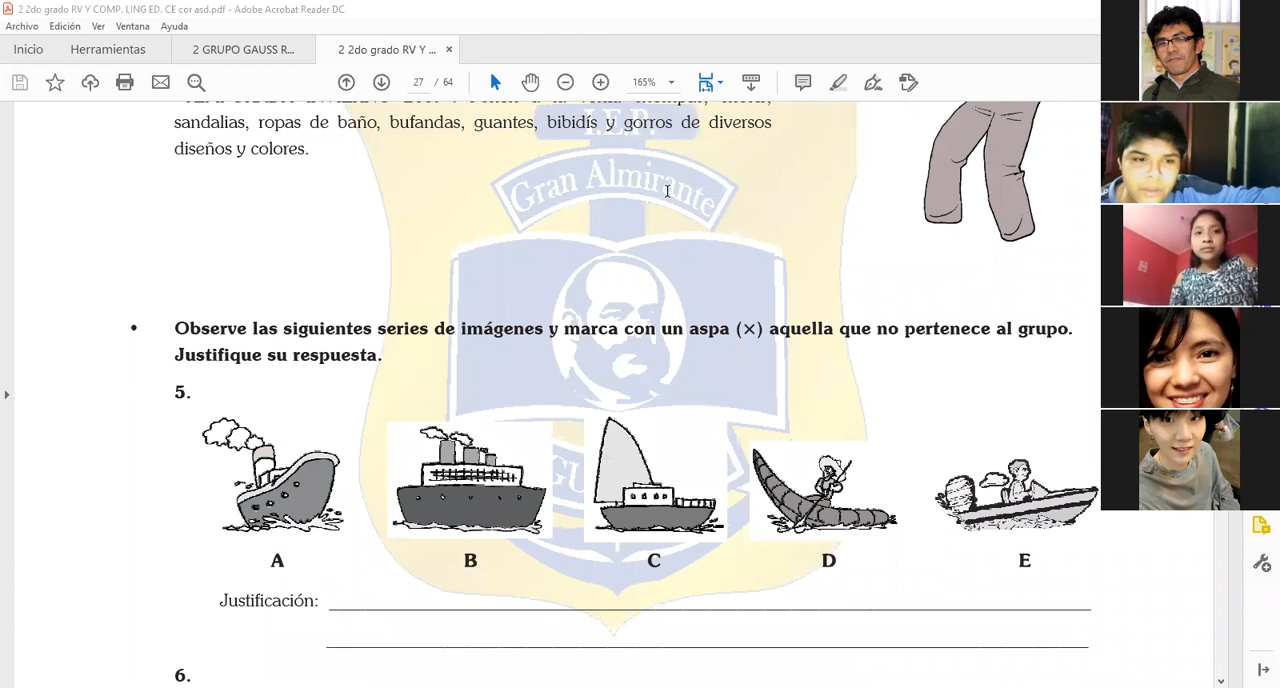 2 2do grado RV Y COMP. LING ED. CE cor asd.pdf - Adobe Acrobat Reader DC
Archivo Edición Ver Ventana Ayuda
Inicio Herramientas 2 GRUPO GAUSS R... 2 2do grado RV Y ... ×
27 / 64 165%
sandalias, ropas de baño, bufandas, guantes, bibidís y gorros de diversos
diseños y colores.
I.E.P.
Gran Almirante
• Observe las siguientes series de imágenes y marca con un aspa (×) aquella que no pertenece al grupo.
Justifique su respuesta.
5.
A B C D E
Justificación:
6.